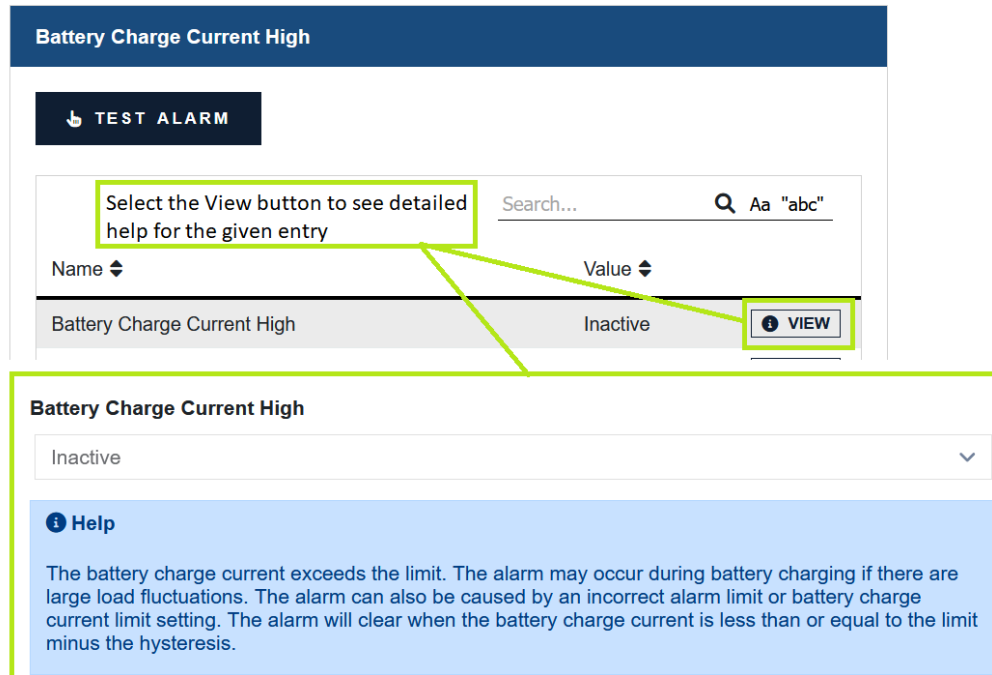 Battery Charge Current High
TEST ALARM
Select the View button to see detailed
help for the given entry
Search...
Aa "abc"
Name
Value
Battery Charge Current High
Inactive
VIEW
Battery Charge Current High
Inactive
Help
The battery charge current exceeds the limit. The alarm may occur during battery charging if there are
large load fluctuations. The alarm can also be caused by an incorrect alarm limit or battery charge
current limit setting. The alarm will clear when the battery charge current is less than or equal to the limit
minus the hysteresis.